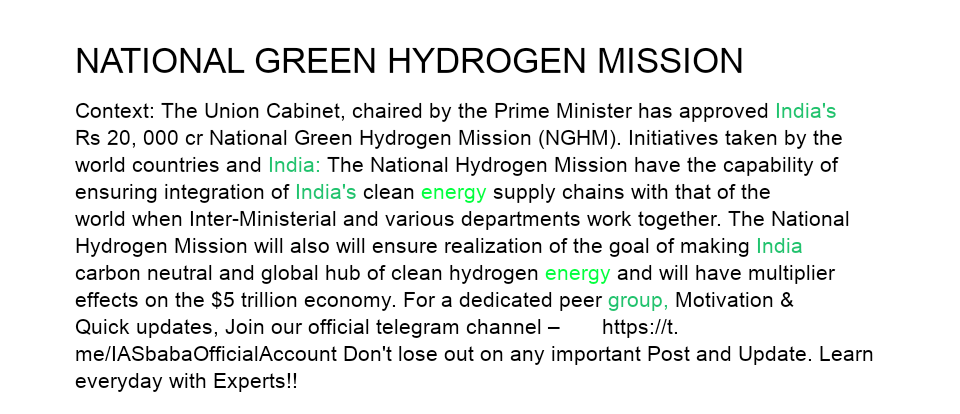 NATIONAL GREEN HYDROGEN MISSION
Context: The Union Cabinet, chaired by the Prime Minister has approved India's
Rs 20, 000 cr National Green Hydrogen Mission (NGHM). Initiatives taken by the
world countries and India: The National Hydrogen Mission have the capability of
ensuring integration of India's clean energy supply chains with that of the
world when Inter-Ministerial and various departments work together. The National
Hydrogen Mission will also will ensure realization of the goal of making India
carbon neutral and global hub of clean hydrogen energy and will have multiplier
effects on the $5 trillion economy. For a dedicated peer group, Motivation &
Quick updates, Join our official telegram channel – https://t.
me/IASbabaOfficialAccount Don't lose out on any important Post and Update. Learn
everyday with Experts!!